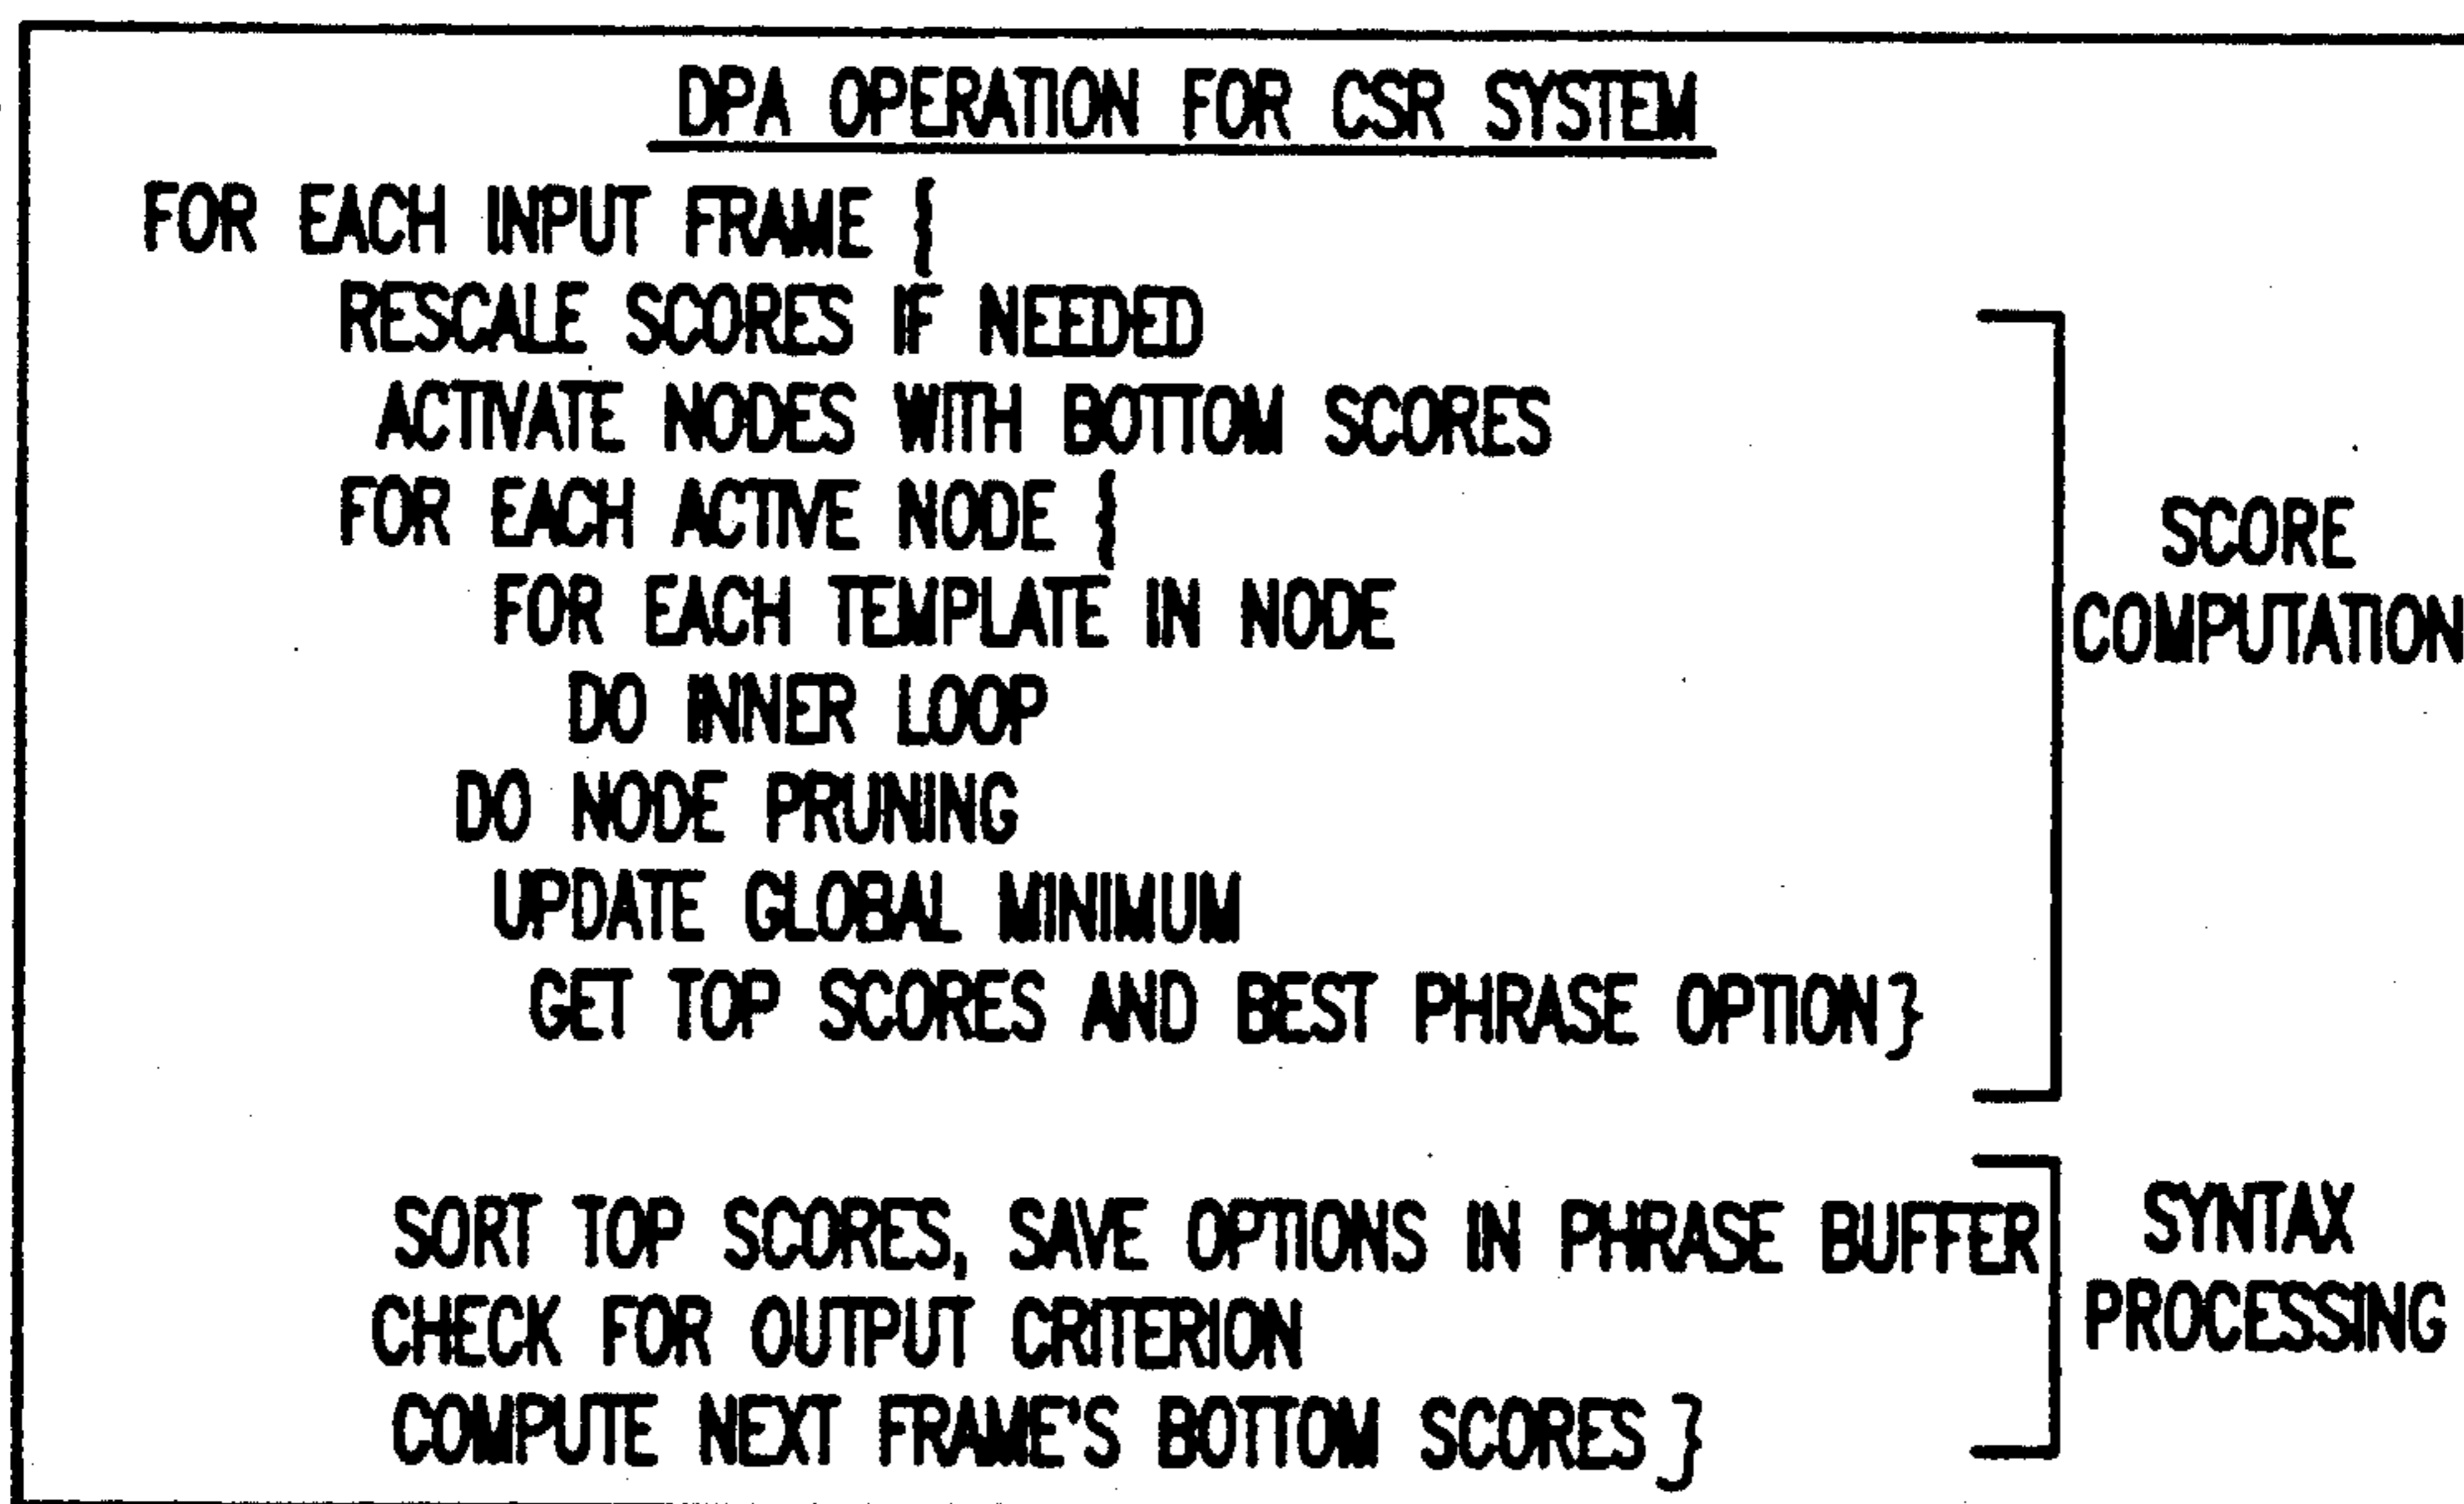 DPA OPERATION FOR CSR SYSTEM
FOR EACH INPUT FRAME {
RESCALE SCORES IF NEEDED
ACTIVATE NODES WITH BOTTOM SCORES
FOR EACH ACTIVE NODE {
FOR EACH TEMPLATE IN NODE
DO INNER LOOP
DO NODE PRUNING
UPDATE GLOBAL MINIMUM
GET TOP SCORES AND BEST PHRASE OPTION}
SCORE
COMPUTATION
SORT TOP SCORES, SAVE OPTIONS IN PHRASE BUFFER
CHECK FOR OUTPUT CRITERION
COMPUTE NEXT FRAME'S BOTTOM SCORES}
SYNTAX
PROCESSING